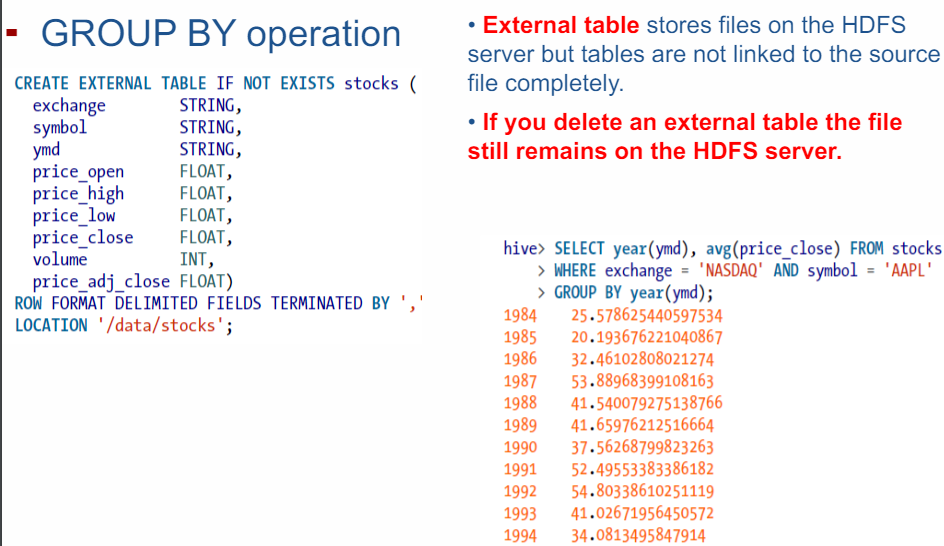 GROUP BY operation
CREATE EXTERNAL TABLE IF NOT EXISTS stocks (
exchange STRING,
symbol STRING,
ymd STRING,
price_open FLOAT,
price_high FLOAT,
price_low FLOAT,
price_close FLOAT,
volume INT,
price_adj_close FLOAT)
ROW FORMAT DELIMITED FIELDS TERMINATED BY ','
LOCATION '/data/stocks';
• External table stores files on the HDFS
server but tables are not linked to the source
file completely.
• If you delete an external table the file
still remains on the HDFS server.
hive> SELECT year(ymd), avg(price_close) FROM stocks
> WHERE exchange = 'NASDAQ' AND symbol = 'AAPL'
> GROUP BY year(ymd);
1984 25.578625440597534
1985 20.193676221040867
1986 32.46102808021274
1987 53.88968399108163
1988 41.540079275138766
1989 41.65976212516664
1990 37.56268799823263
1991 52.49553383386182
1992 54.80338610251119
1993 41.02671956450572
1994 34.0813495847914